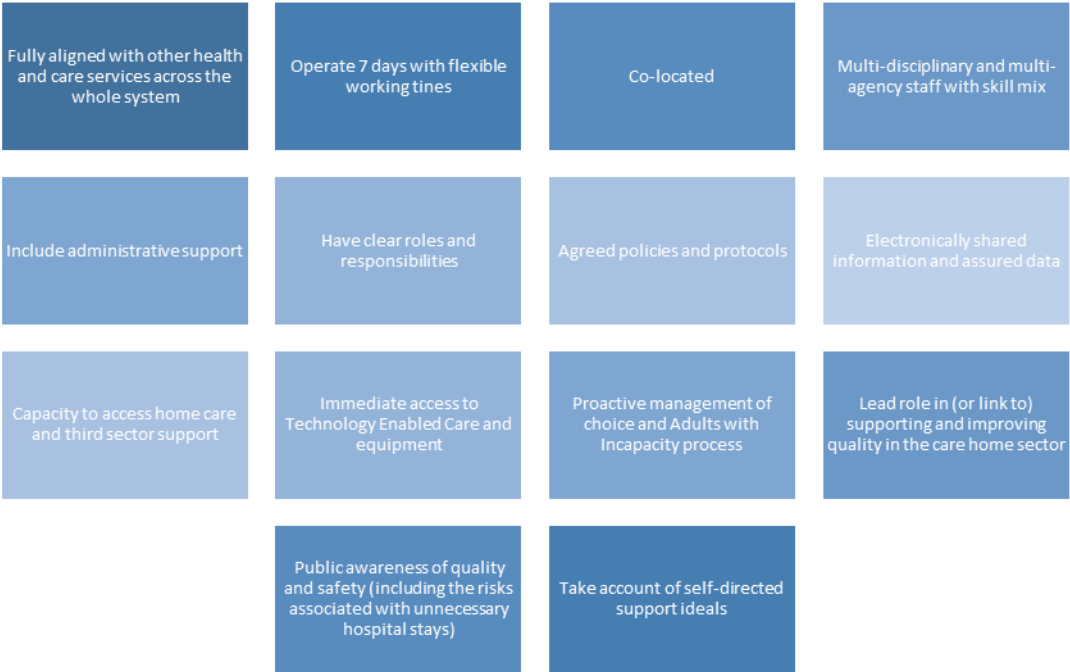 Fully aligned with other health
and care services across the
whole system
Operate 7 days with flexible
working tines
Co-located
Multi-disciplinary and multi-
agency staff with skill mix
Include administrative support
Have clear roles and
responsibilities
Agreed policies and protocols
Electronically shared
information and assured data
Capacity to access home care
and third sector support
Immediate access to
Technology Enabled Care and
equipment
Proactive management of
choice and Adults with
Incapacity process
Lead role in (or link to)
supporting and improving
quality in the care home sector
Public awareness of quality
and safety (including the risks
associated with unnecessary
hospital stays)
Take account of self-directed
support ideals